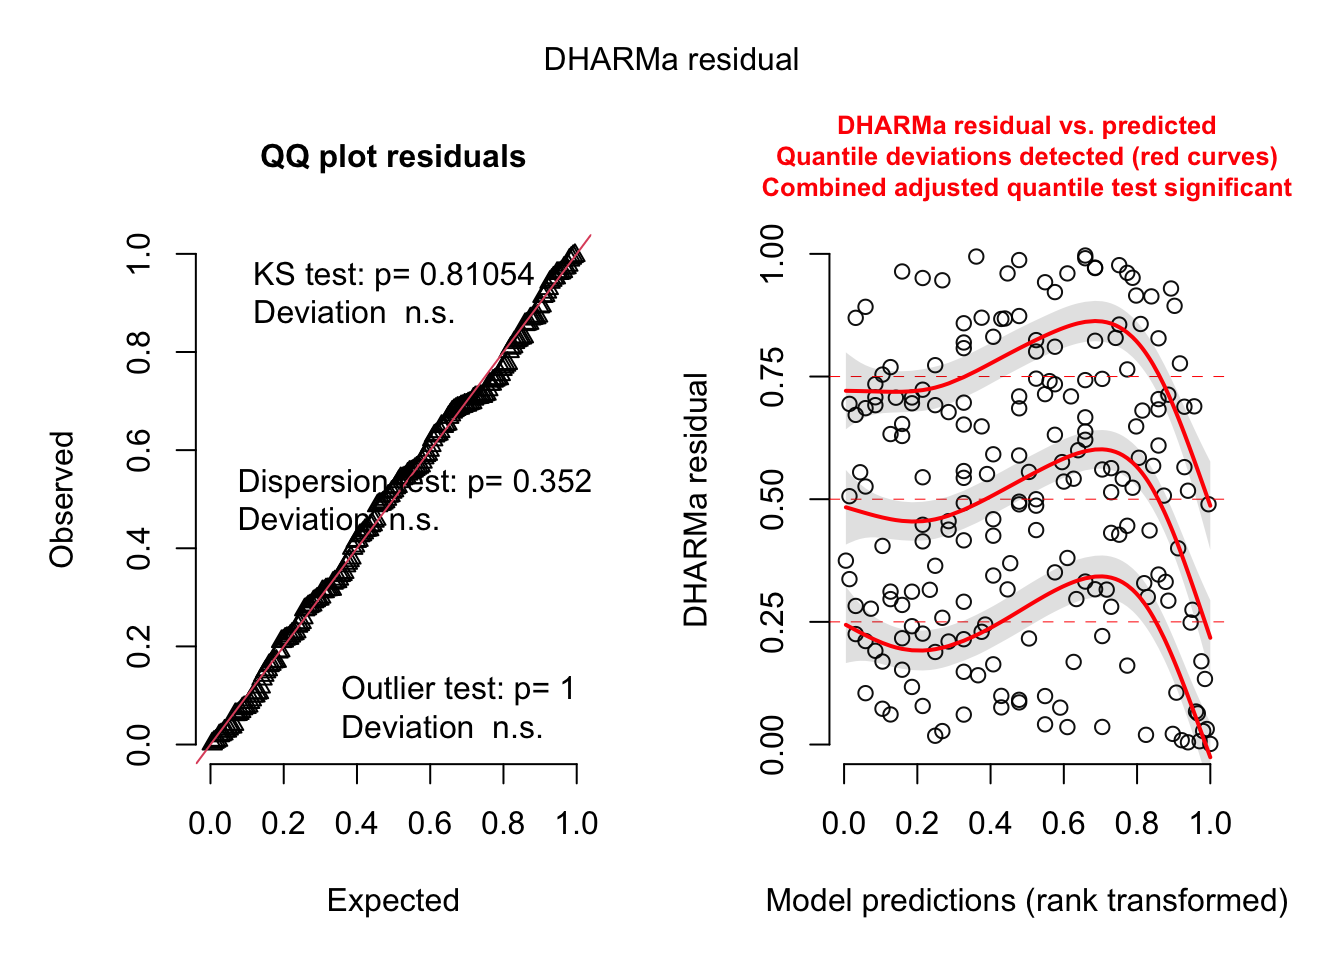 DHARMa residual
QQ plot residuals
KS test: p= 0.81054
Deviation  n.s.
Dispersion test: p= 0.352
Deviation  n.s.
Outlier test: p= 1
Deviation  n.s.
Observed
0.0 0.2 0.4 0.6 0.8 1.0
0.0 0.2 0.4 0.6 0.8 1.0
Expected
DHARMa residual vs. predicted
Quantile deviations detected (red curves)
Combined adjusted quantile test significant
DHARMa residual
0.00 0.25 0.50 0.75 1.00
0.0 0.2 0.4 0.6 0.8 1.0
Model predictions (rank transformed)